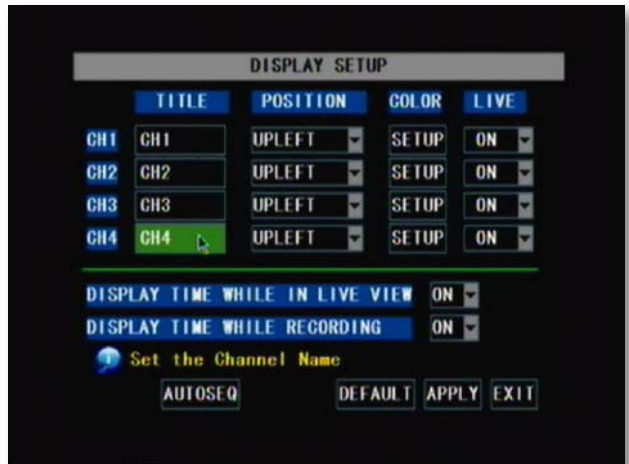 DISPLAY SETUP
TITLE POSITION COLOR LIVE
CH1 CH1 UPLEFT SETUP ON
CH2 CH2 UPLEFT SETUP ON
CH3 CH3 UPLEFT SETUP ON
CH4 CH4 UPLEFT SETUP ON
DISPLAY TIME WHILE IN LIVE VIEW ON
DISPLAY TIME WHILE RECORDING ON
Set the Channel Name
AUTOSEQ DEFAULT APPLY EXIT